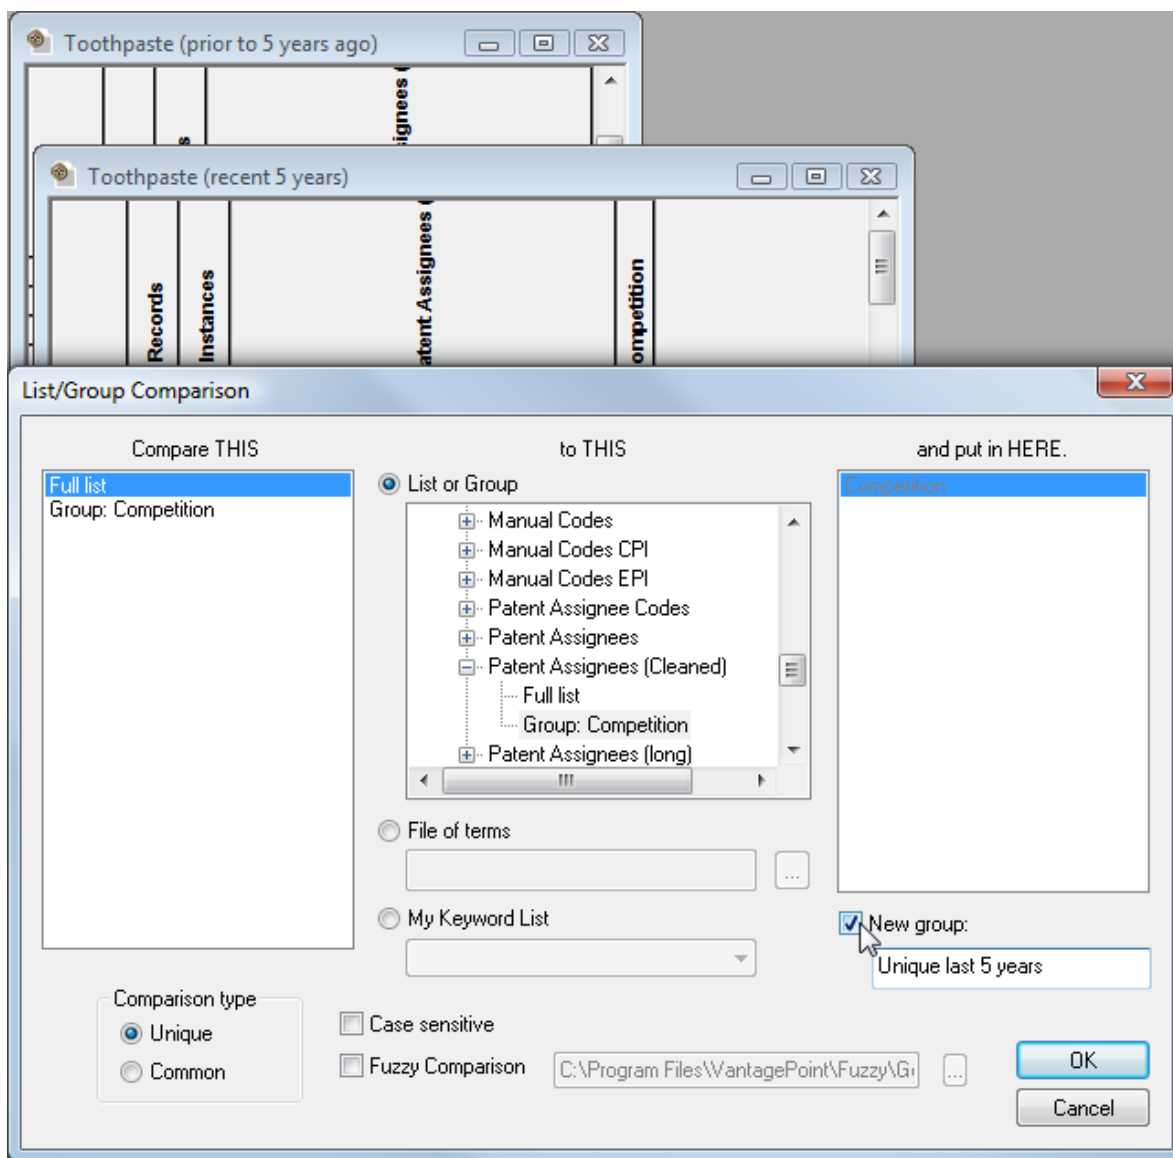 Toothpaste (prior to 5 years ago)
Toothpaste (recent 5 years)
Records
Instances
List/Group Comparison
Compare THIS
to THIS
and put in HERE.
Full list
Group: Competition
List or Group
Manual Codes
Manual Codes CPI
Manual Codes EPI
Patent Assignee Codes
Patent Assignees
Patent Assignees (Cleaned)
Full list
Group: Competition
Patent Assignees (long)
Competition
File of terms
...
My Keyword List
New group:
Unique last 5 years
Comparison type
Unique
Common
Case sensitive
Fuzzy Comparison
C:\Program Files\VantagePoint\Fuzzy\G
...
OK
Cancel